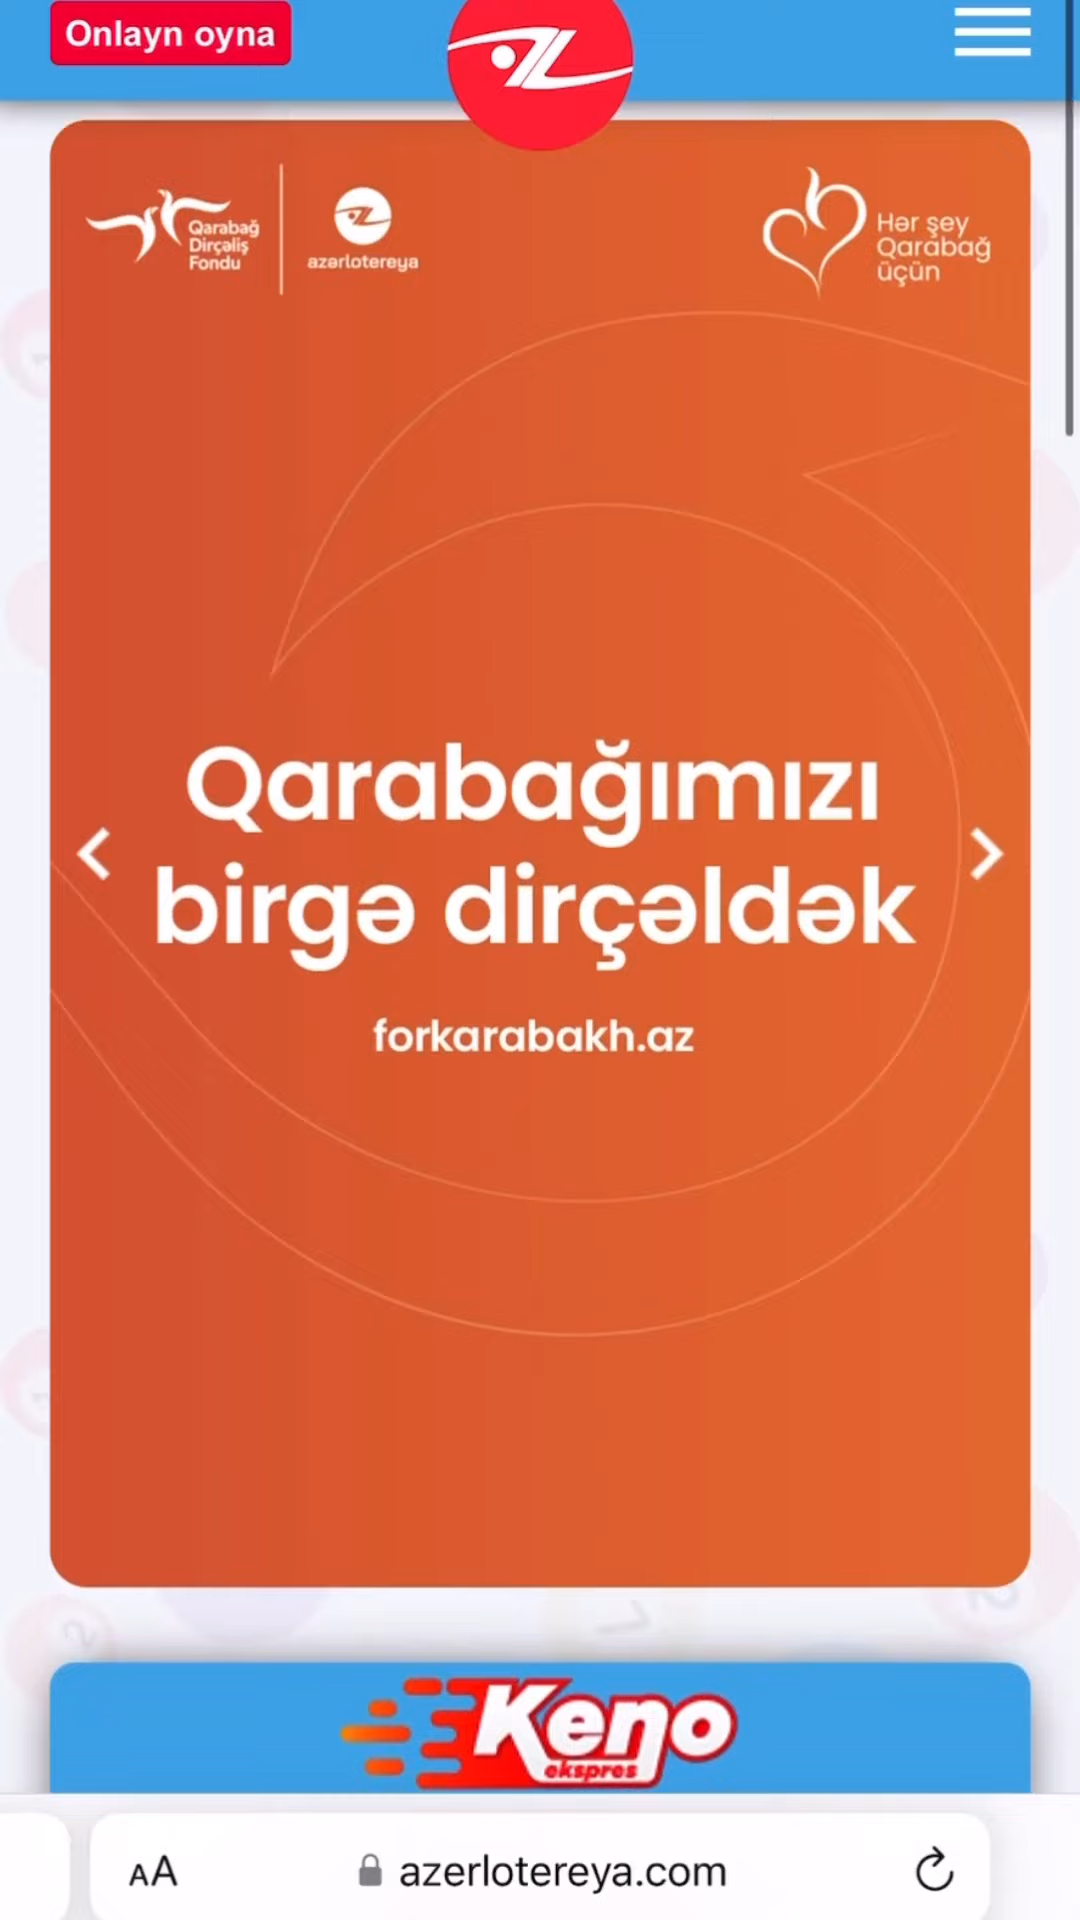 Onlayn oyna
Qarabağ
Dirçəliş
Fondu
azərlotereya
Hər şey
Qarabağ
üçün
Qarabağımızı
birgə dirçəldək
forkarabakh.az
Keno
ekspres
AA
azerlotereya.com